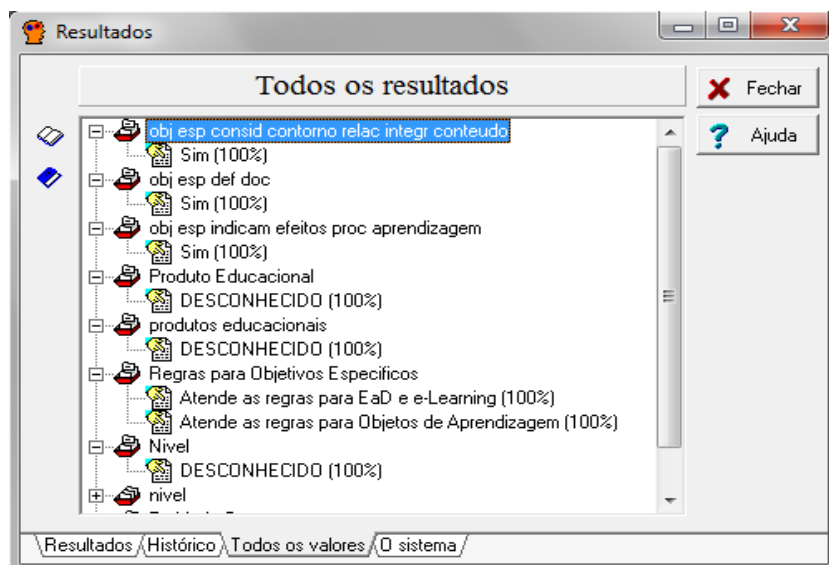 Resultados
Todos os resultados
Fechar
Ajuda
obj esp consid contorno relac integr conteudo
Sim (100%)
obj esp def doc
Sim (100%)
obj esp indicam efeitos proc aprendizagem
Sim (100%)
Produto Educacional
DESCONHECIDO (100%)
produtos educacionais
DESCONHECIDO (100%)
Regras para Objetivos Especificos
Atende as regras para EaD e e-Learning (100%)
Atende as regras para Objetos de Aprendizagem (100%)
Nivel
DESCONHECIDO (100%)
nivel
Resultados Histórico Todos os valores O sistema